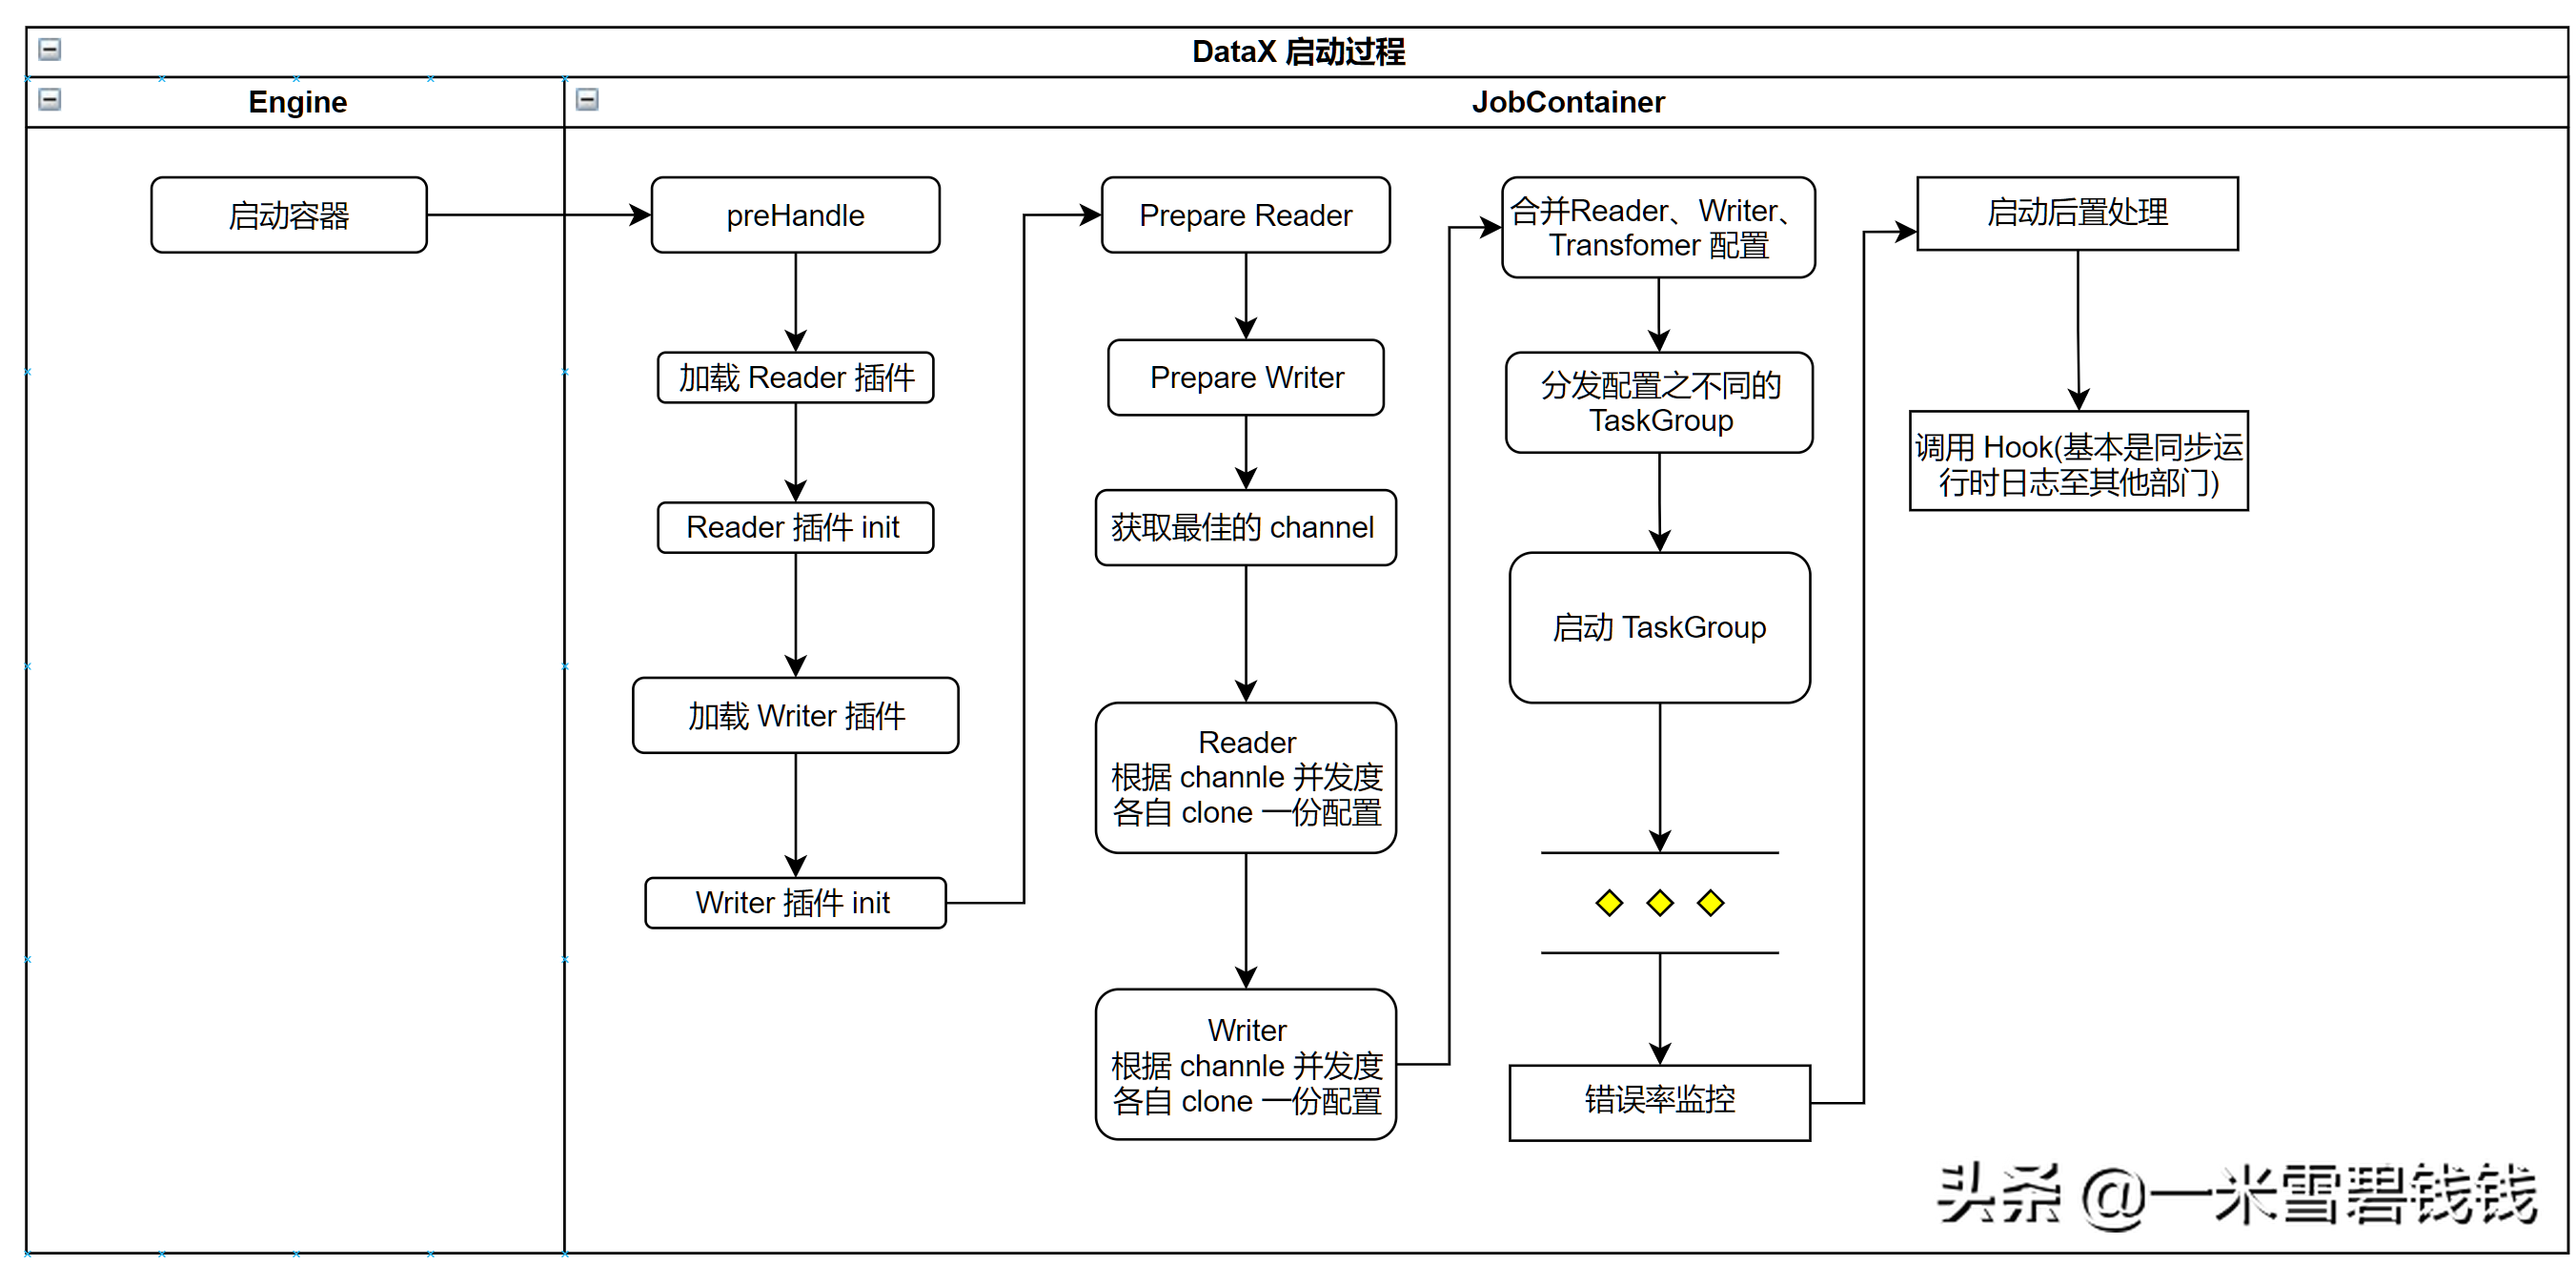 DataX 启动过程
Engine
JobContainer
启动容器
preHandle
加载 Reader 插件
Reader 插件 init
加载 Writer 插件
Writer 插件 init
Prepare Reader
Prepare Writer
获取最佳的 channel
Reader
根据 channle 并发度
各自 clone 一份配置
Writer
根据 channle 并发度
各自 clone 一份配置
合并Reader、Writer、
Transfomer 配置
分发配置之不同的
TaskGroup
启动 TaskGroup
错误率监控
启动后置处理
调用 Hook(基本是同步运
行时日志至其他部门)
头条 @一米雪碧钱钱